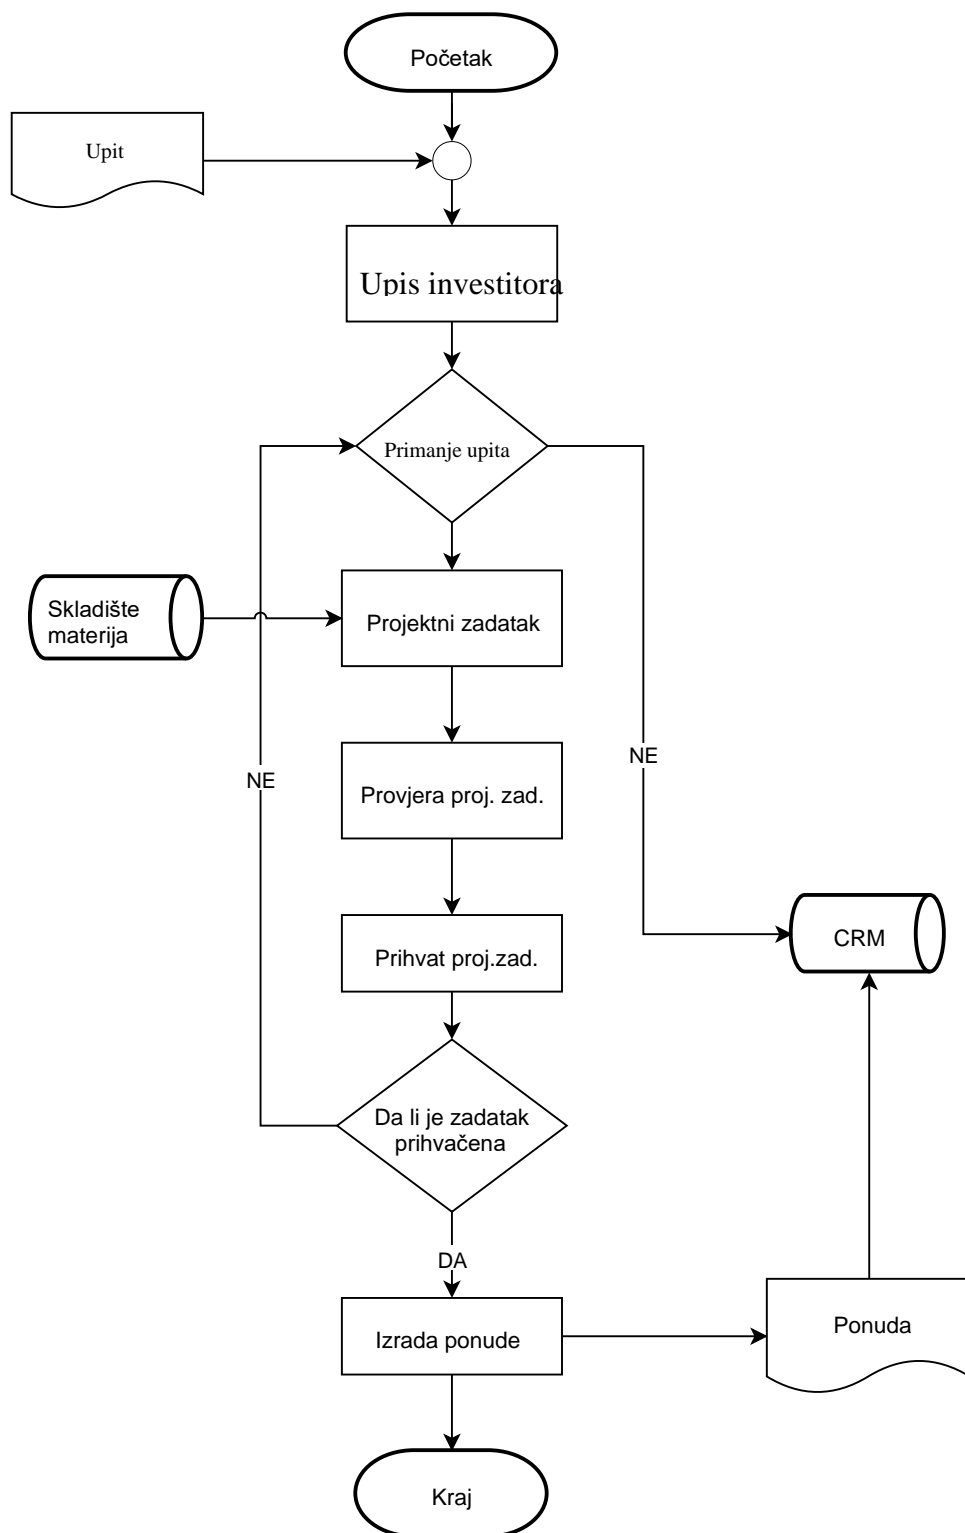 Početak
Upit
Upis investitora
Primanje upita
Skladište
materija
Projektni zadatak
NE
NE
Provjera proj. zad.
CRM
Prihvat proj.zad.
Da li je zadatak
prihvačena
DA
Izrada ponude
Ponuda
Kraj